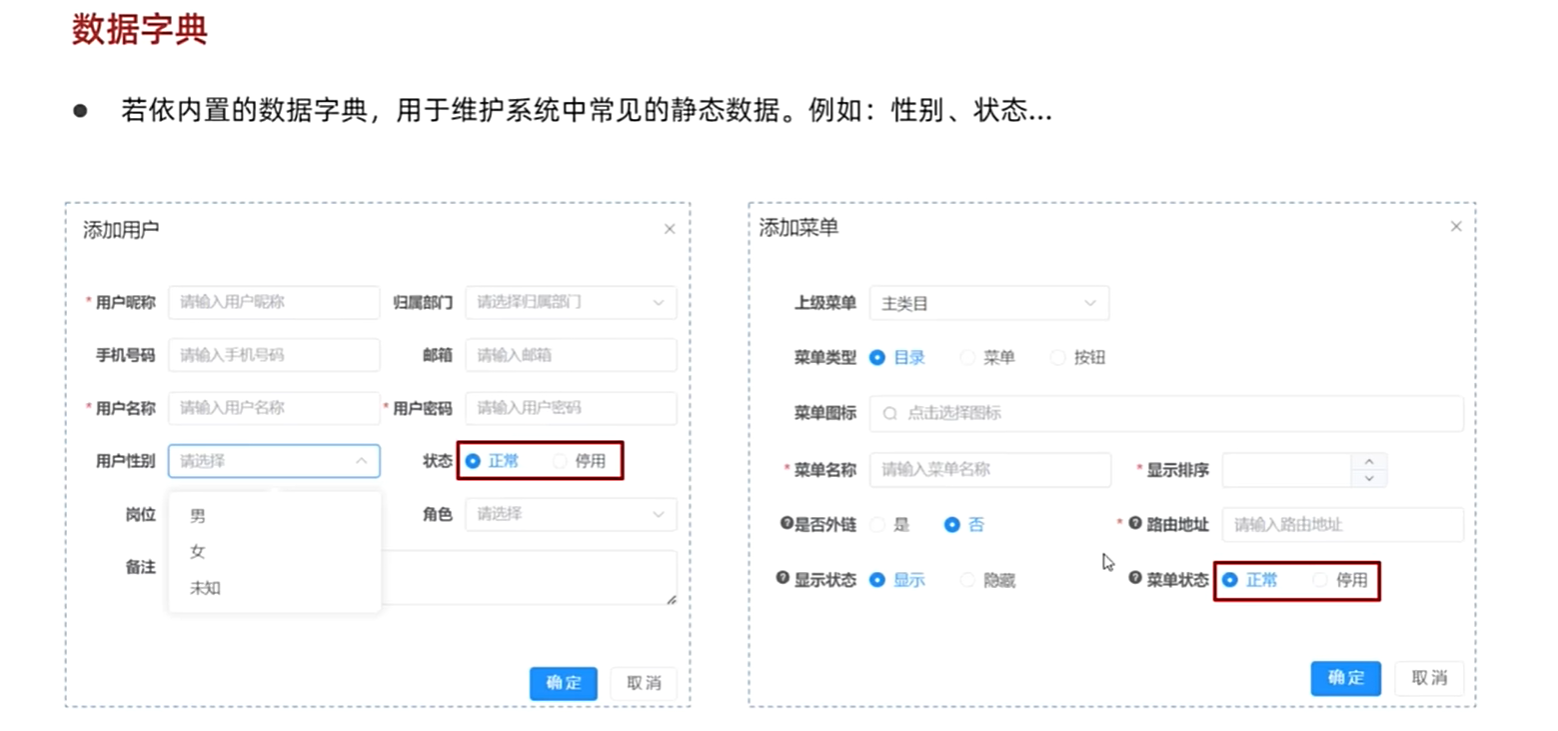 数据字典
● 若依内置的数据字典，用于维护系统中常见的静态数据。例如：性别、状态...
添加用户 ×
* 用户昵称 请输入用户昵称 归属部门 请选择归属部门
手机号码 请输入手机号码 邮箱 请输入邮箱
* 用户名称 请输入用户名称 * 用户密码 请输入用户密码
用户性别 请选择 状态 正常 停用
岗位 男 角色 请选择
女
备注
未知
确定 取消
添加菜单 ×
上级菜单 主类目
菜单类型 目录 菜单 按钮
菜单图标 点击选择图标
* 菜单名称 请输入菜单名称 * 显示排序
是否外链 是 否 * 路由地址 请输入路由地址
显示状态 显示 隐藏 菜单状态 正常 停用
确定 取消